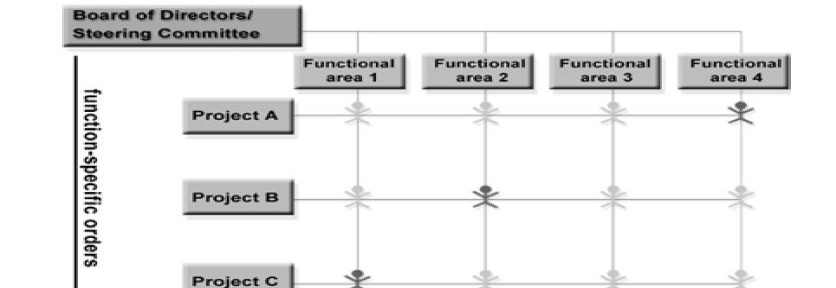 Board of Directors/
Steering Committee
Functional
area 1
Functional
area 2
Functional
area 3
Functional
area 4
Project A
Project B
Project C
function-specific orders